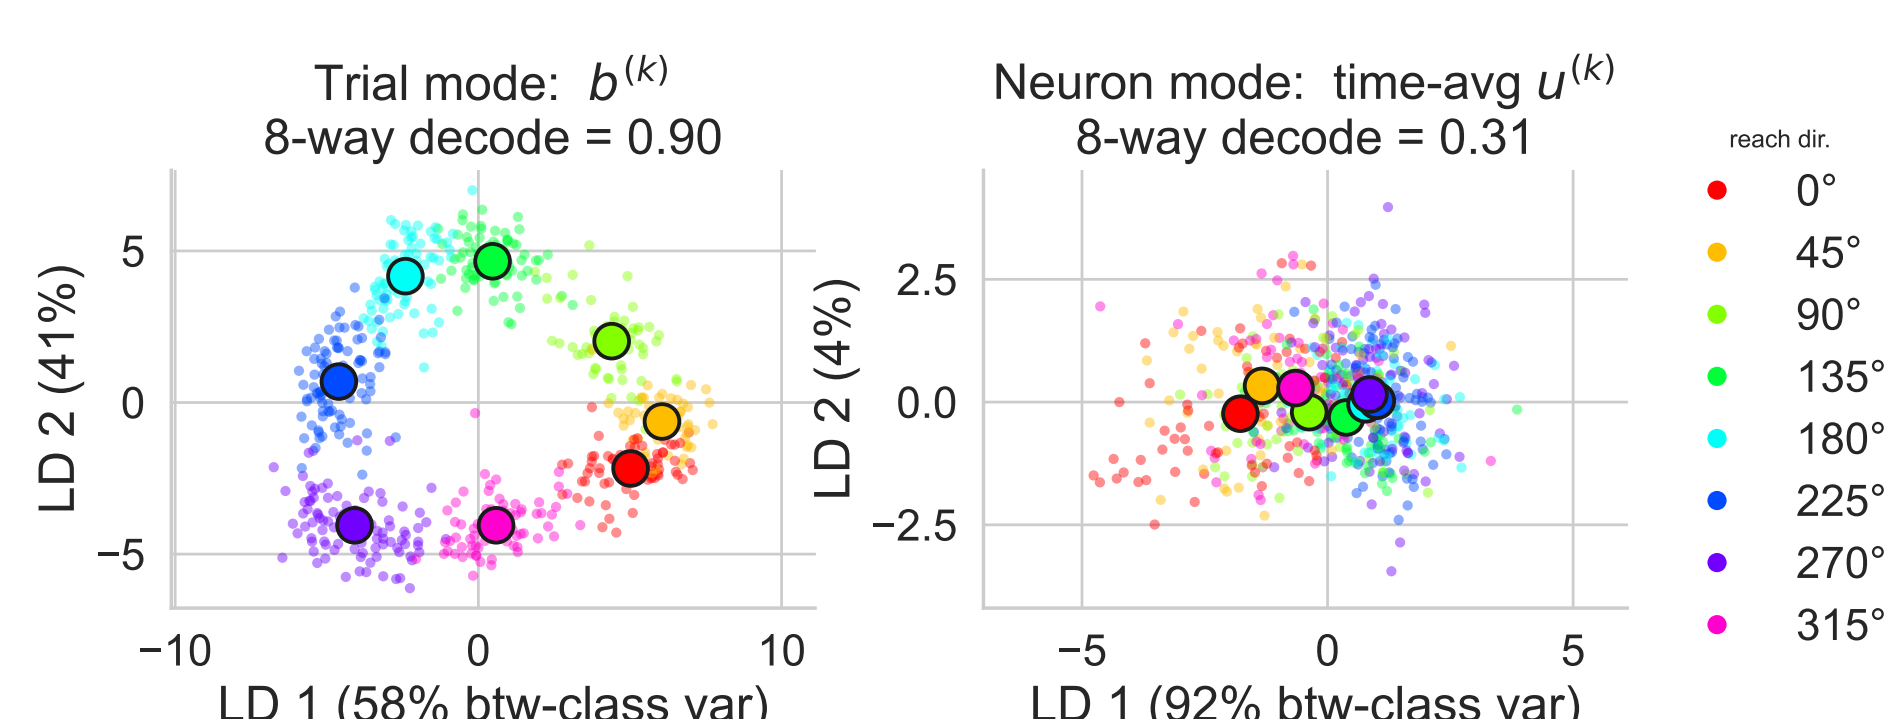 Trial mode: b(k)
8-way decode = 0.90
LD 2 (41%)
5
0
−5
−10
0
10
LD 1 (58% btw-class var)
Neuron mode: time-avg u(k)
8-way decode = 0.31
LD 2 (4%)
2.5
0.0
−2.5
−5
0
5
LD 1 (92% btw-class var)
reach dir.
0°
45°
90°
135°
180°
225°
270°
315°